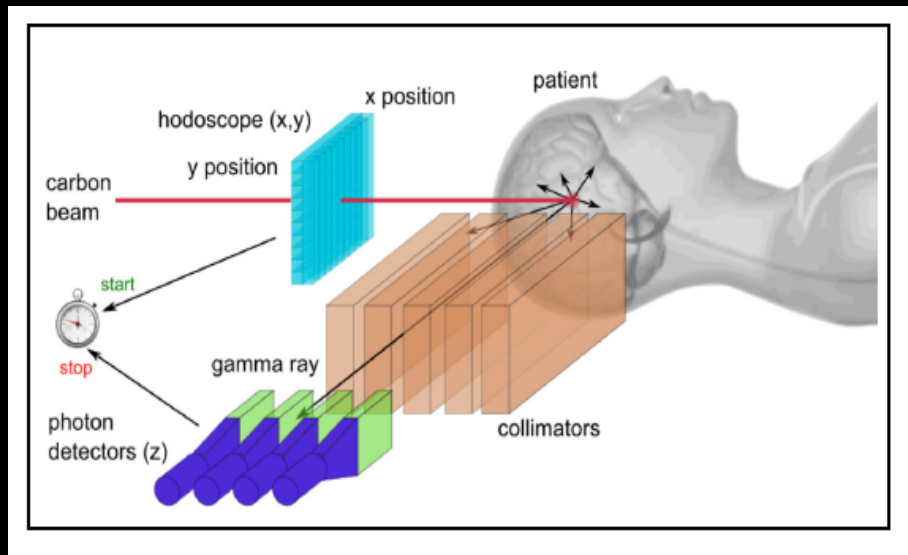 patient
x position
hodoscope (x,y)
y position
carbon
beam
start
stop
gamma ray
photon
detectors (z)
collimators